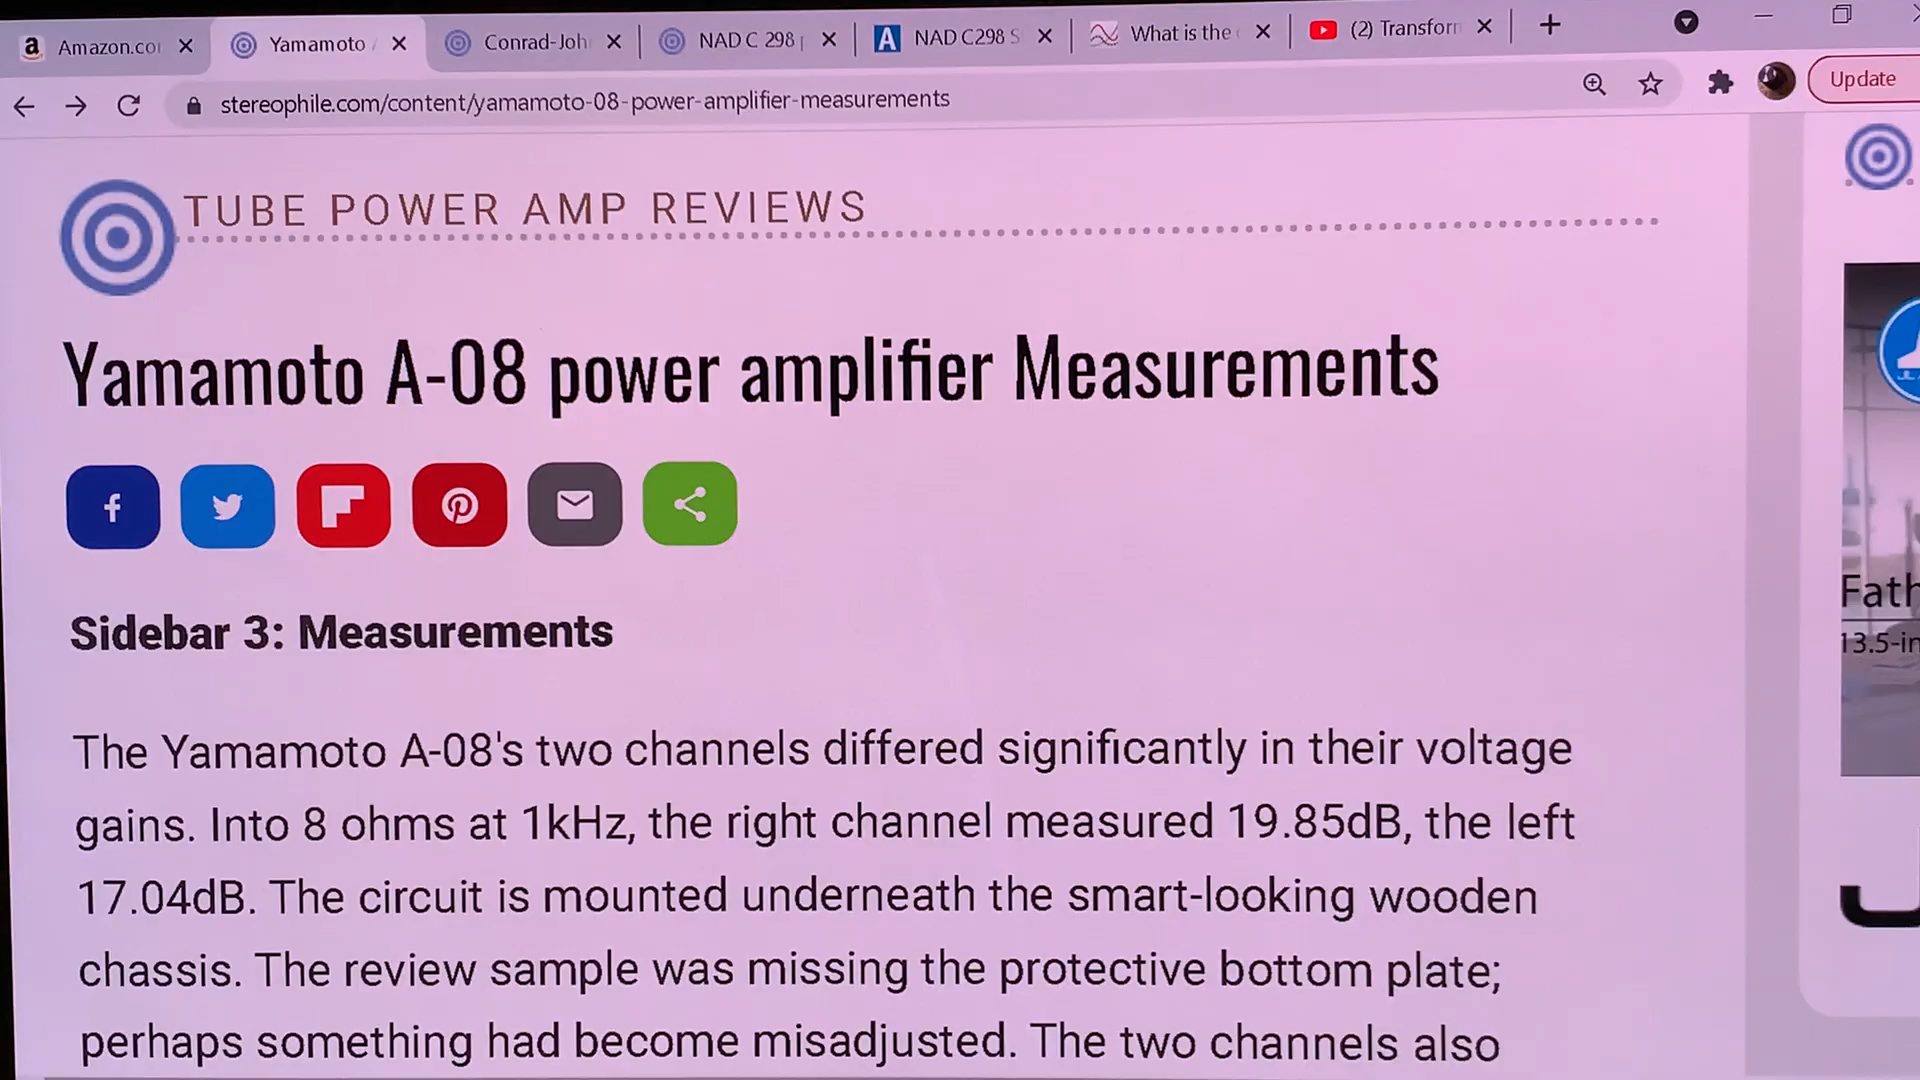 Amazon.co
Yamamoto
Conrad-Joh
NAD C 298
NAD C298 S
What is the
(2) Transform
stereophile.com/content/yamamoto-08-power-amplifier-measurements
Update
TUBE POWER AMP REVIEWS
Yamamoto A-08 power amplifier Measurements
Sidebar 3: Measurements
The Yamamoto A-08's two channels differed significantly in their voltage
gains. Into 8 ohms at 1kHz, the right channel measured 19.85dB, the left
17.04dB. The circuit is mounted underneath the smart-looking wooden
chassis. The review sample was missing the protective bottom plate;
perhaps something had become misadjusted. The two channels also
Fath
13.5-in